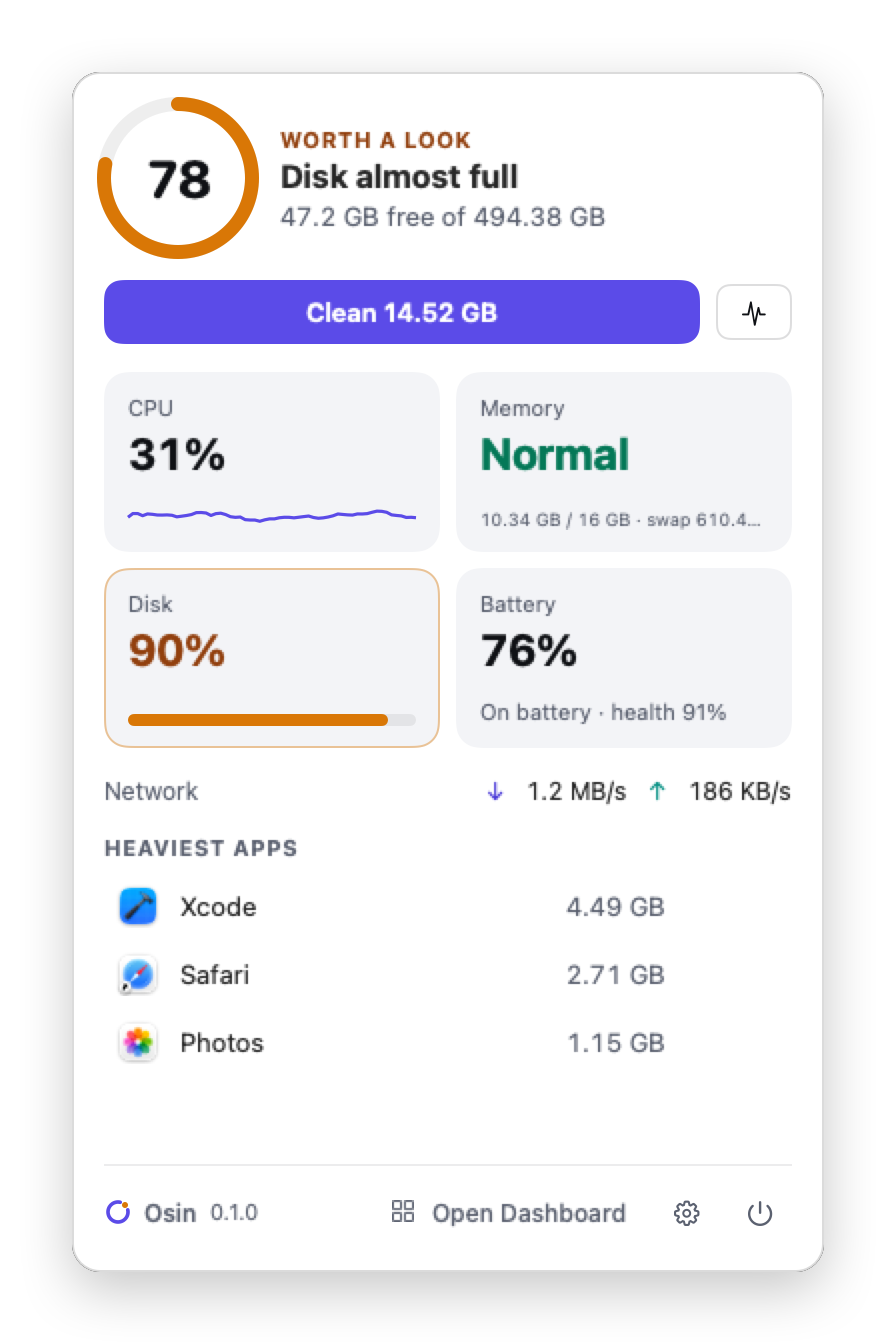 78
WORTH A LOOK
Disk almost full
47.2 GB free of 494.38 GB
Clean 14.52 GB
CPU
31%
Memory
Normal
10.34 GB / 16 GB · swap 610.4...
Disk
90%
Battery
76%
On battery · health 91%
Network ↓ 1.2 MB/s ↑ 186 KB/s
HEAVIEST APPS
Xcode 4.49 GB
Safari 2.71 GB
Photos 1.15 GB
Osin 0.1.0 Open Dashboard